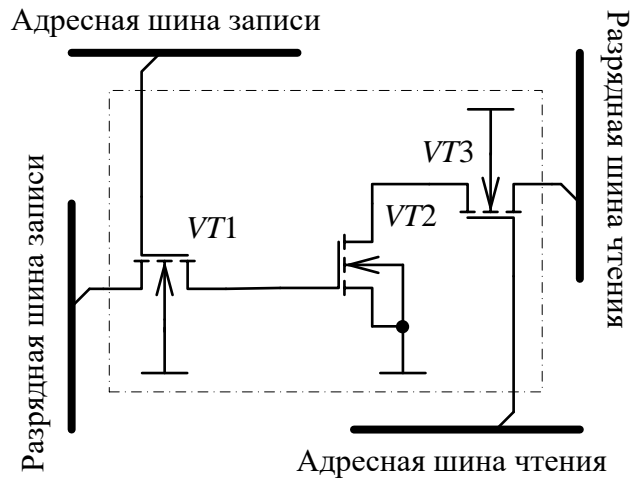 Адресная шина записи
Разрядная шина чтения
VT3
Разрядная шина записи
VT1
VT2
Адресная шина чтения